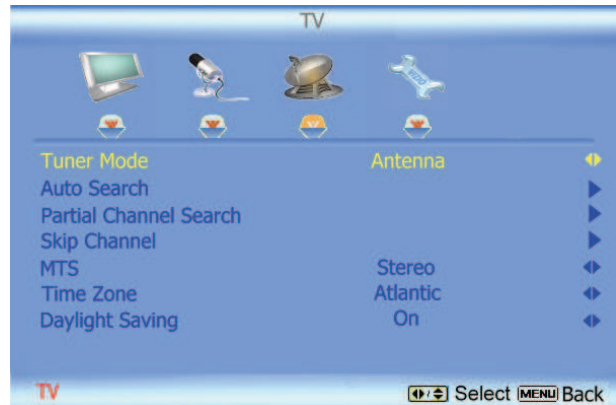 TV
Tuner Mode Antenna
Auto Search
Partial Channel Search
Skip Channel
MTS Stereo
Time Zone Atlantic
Daylight Saving On
TV Select MENU Back